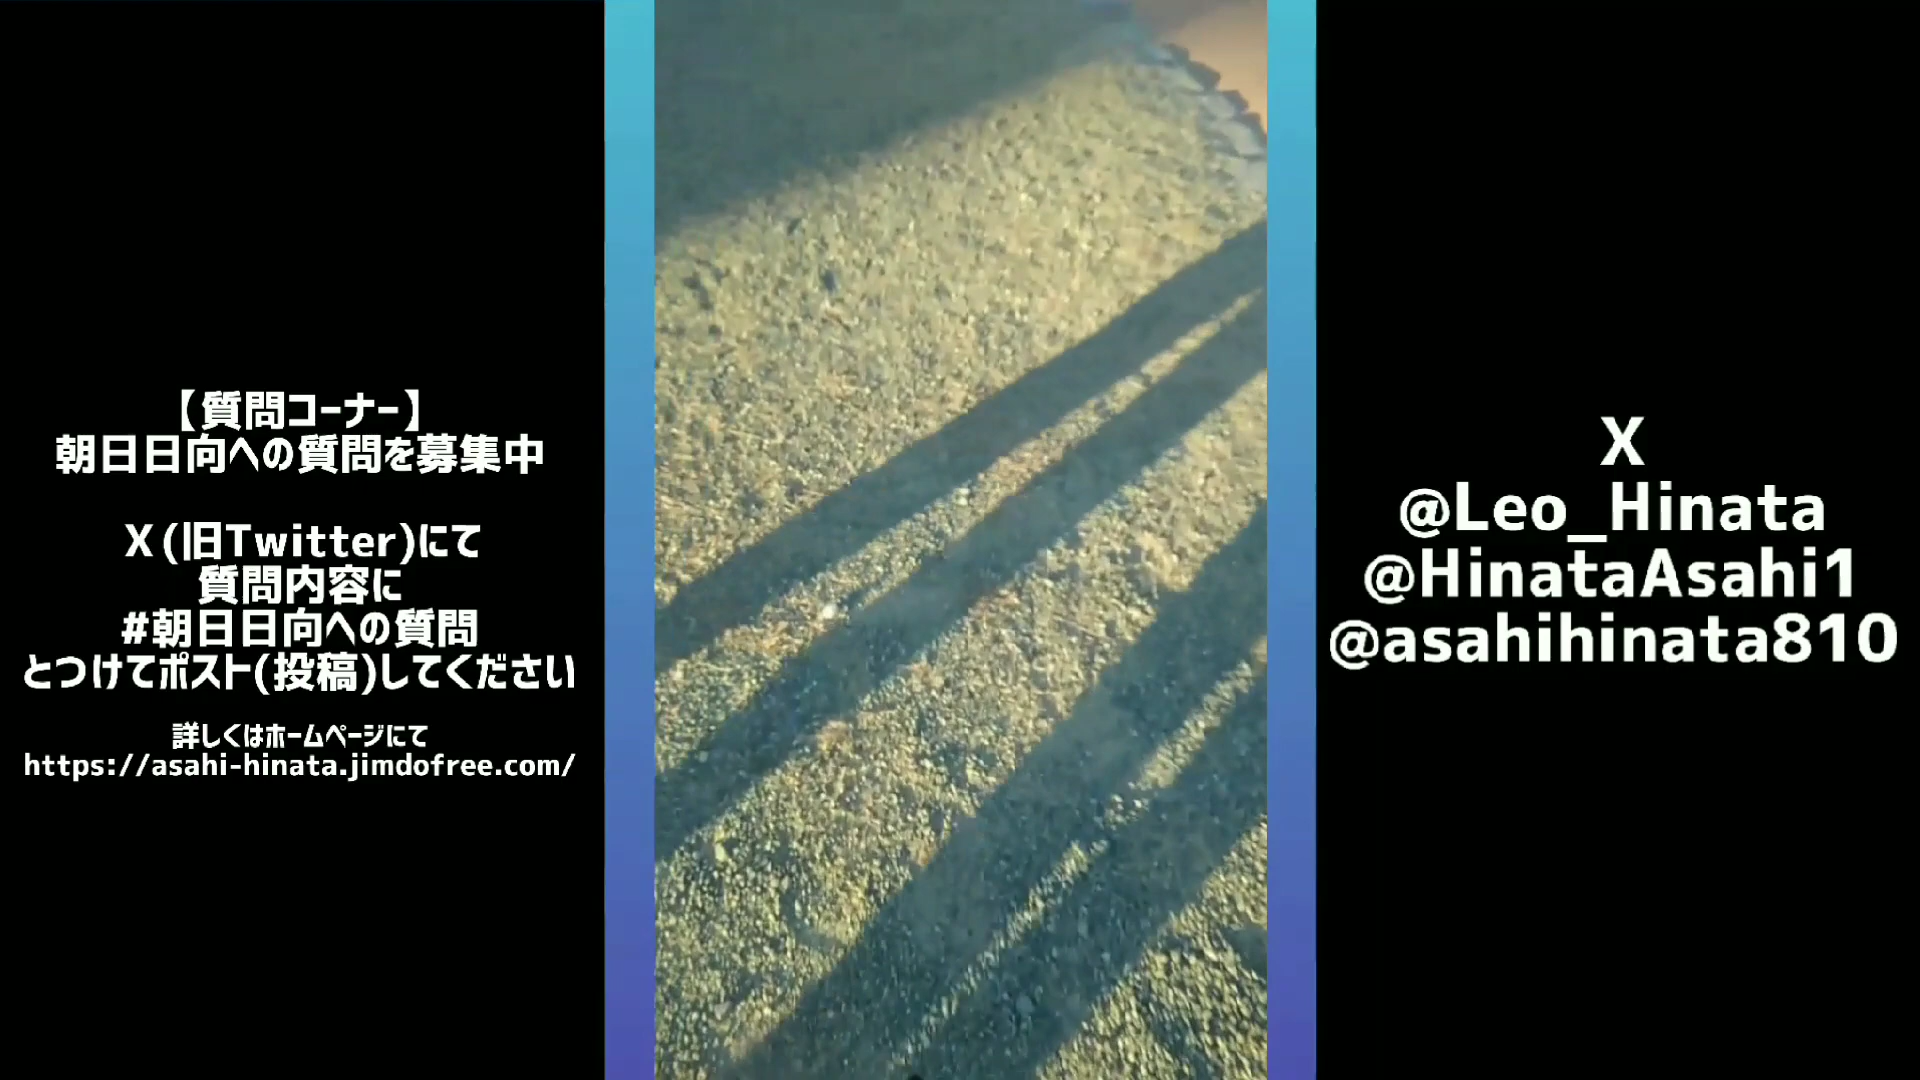 【質問コーナー】
朝日日向への質問を募集中
X(旧Twitter)にて
質問内容に
#朝日日向への質問
とつけてポスト(投稿)してください
詳しくはホームページにて
https://asahi-hinata.jimdofree.com/
X
@Leo_Hinata
@HinataAsahi1
@asahihinata810